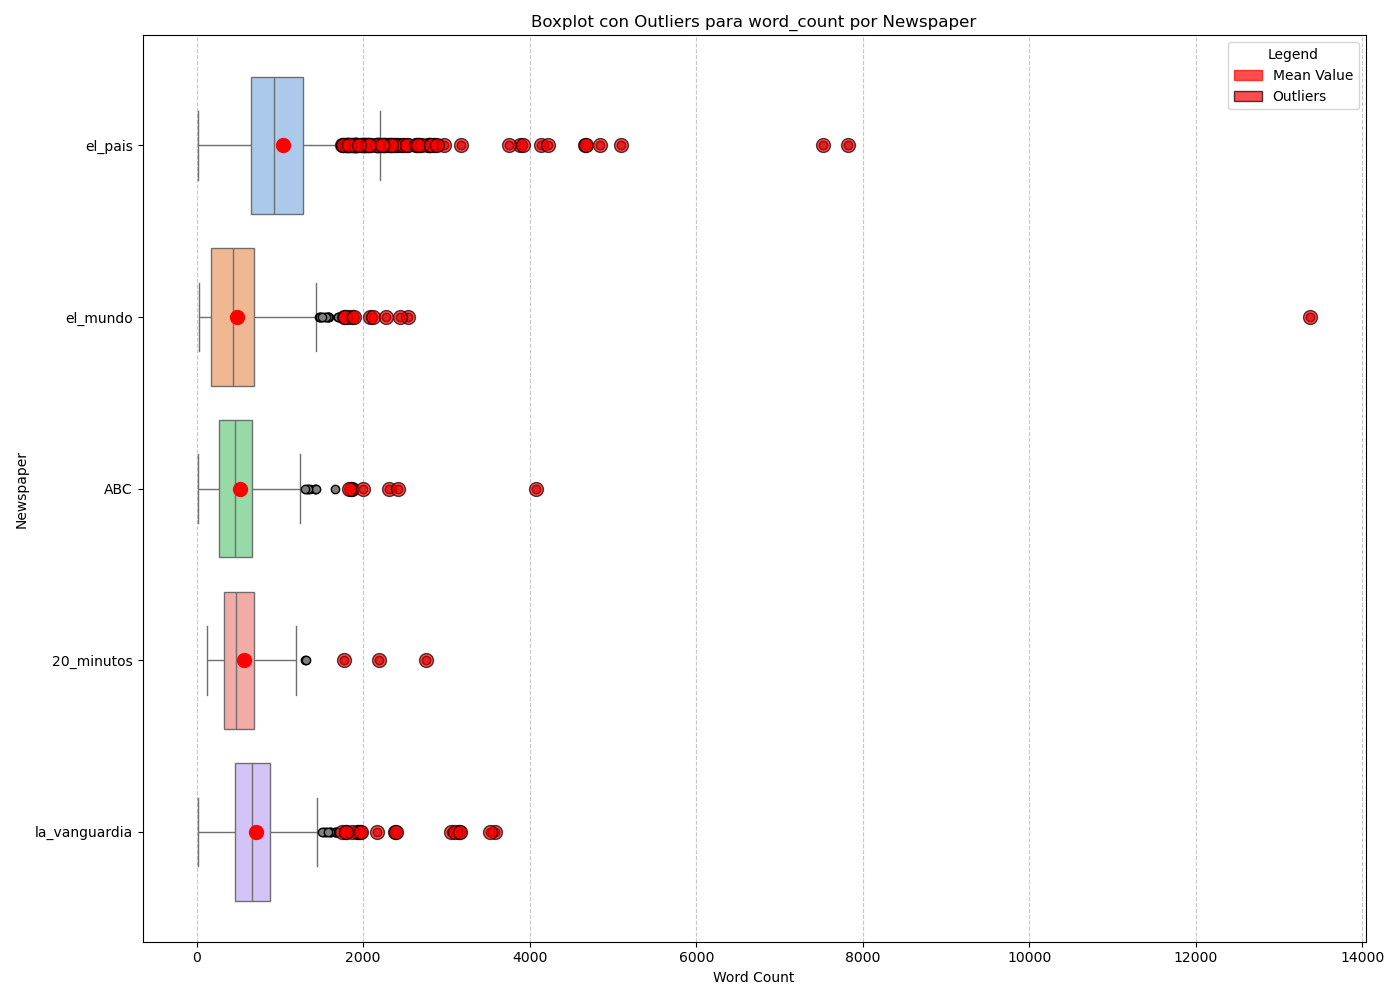 Boxplot con Outliers para word_count por Newspaper
Legend
Mean Value
Outliers
el_pais
el_mundo
ABC
20_minutos
la_vanguardia
Newspaper
0 2000 4000 6000 8000 10000 12000 14000
Word Count